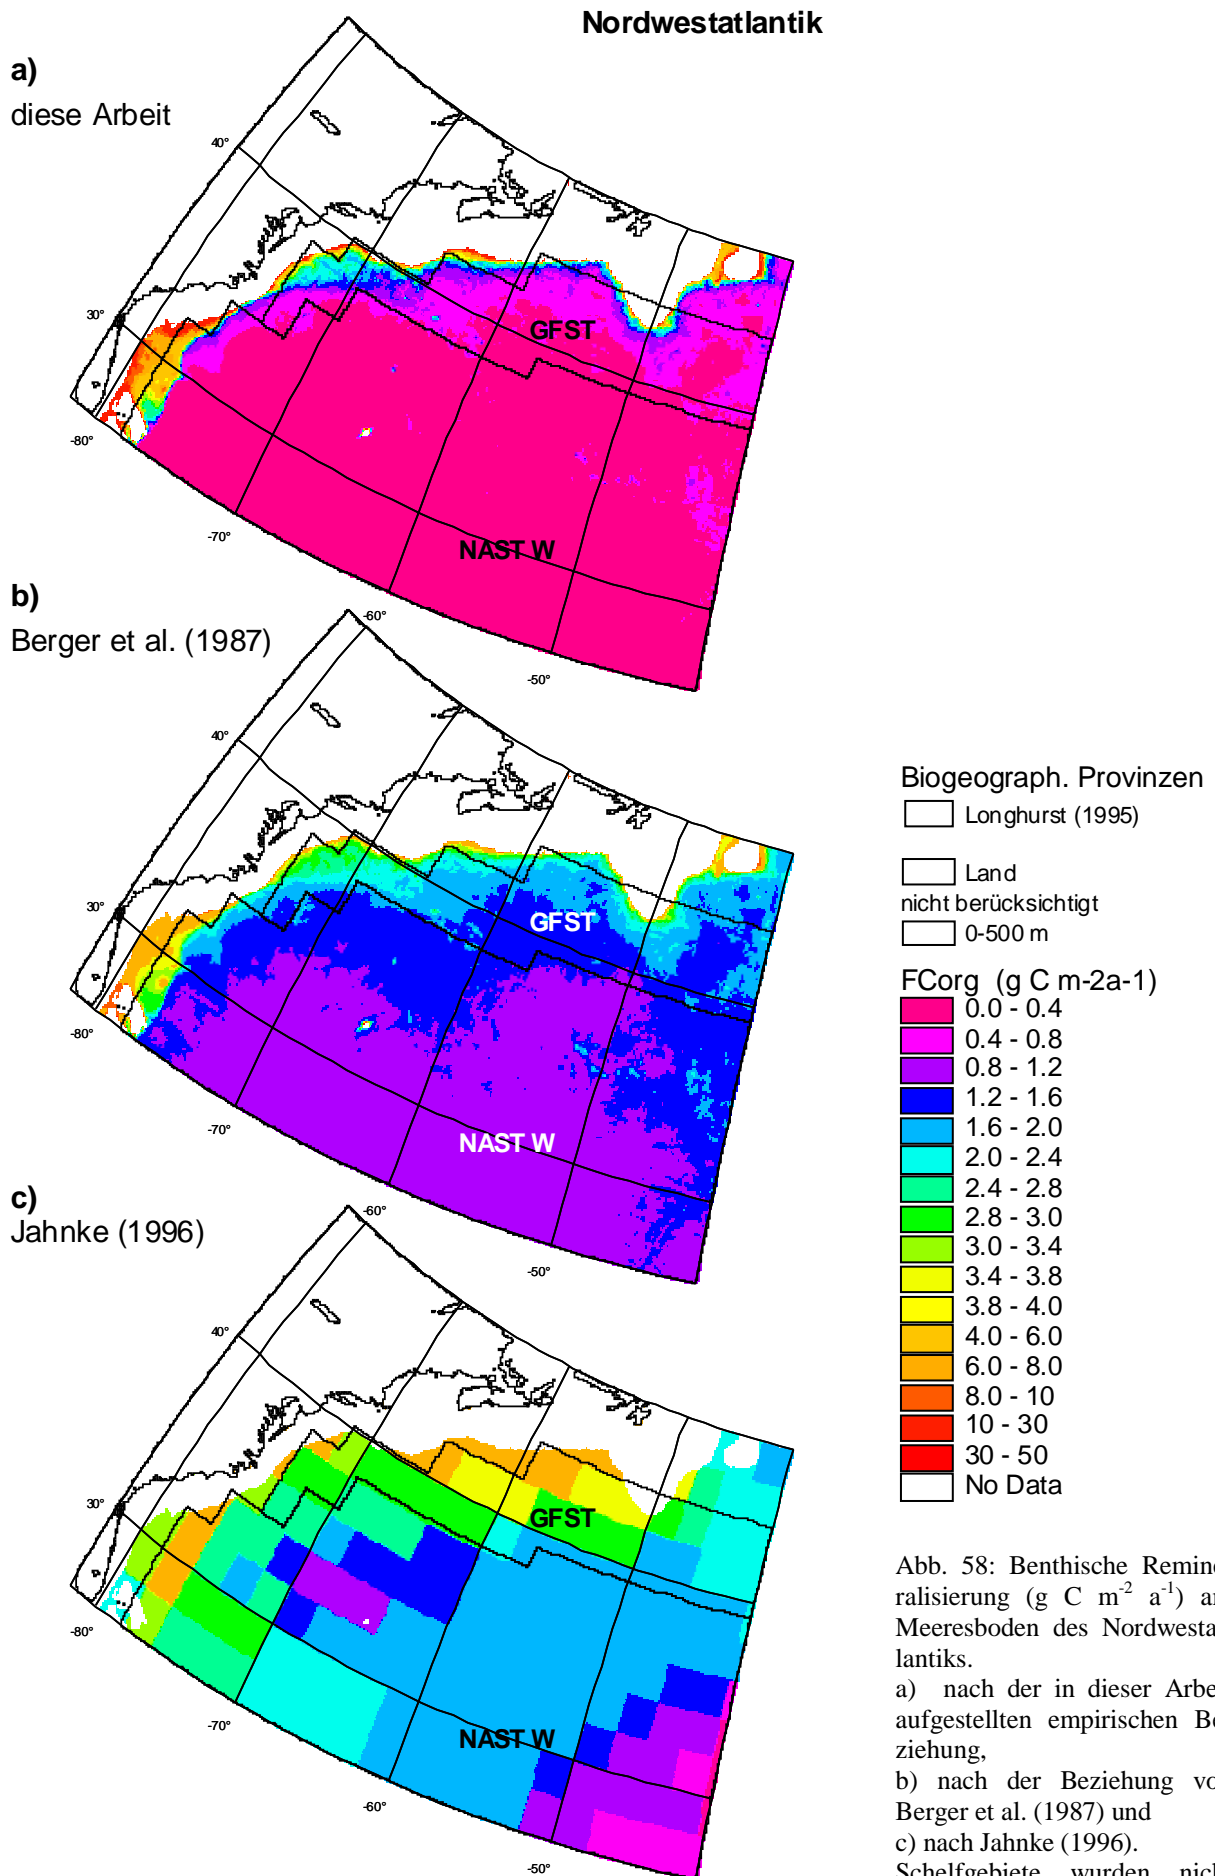 Nordwestatlantik
a)
diese Arbeit
40°
30°
-80°
-70°
-60°
-50°
GFST
NAST W
b)
Berger et al. (1987)
40°
30°
-80°
-70°
-60°
-50°
GFST
NAST W
c)
Jahnke (1996)
40°
30°
-80°
-70°
-60°
-50°
GFST
NAST W
Biogeograph. Provinzen
Longhurst (1995)
Land
nicht berücksichtigt
0-500 m
FCorg (g C m-2a-1)
0.0 - 0.4
0.4 - 0.8
0.8 - 1.2
1.2 - 1.6
1.6 - 2.0
2.0 - 2.4
2.4 - 2.8
2.8 - 3.0
3.0 - 3.4
3.4 - 3.8
3.8 - 4.0
4.0 - 6.0
6.0 - 8.0
8.0 - 10
10 - 30
30 - 50
No Data
Abb. 58: Benthische Remine
ralisierung (g C m-2 a-1) 
Meeresboden des Nordwesta
lantiks.
a) nach der in dieser Arbe
aufgestellten empirischen Be
ziehung,
b) nach der Beziehung vo
Berger et al. (1987) und
c) nach Jahnke (1996).
Schelfgebiete wurden nich